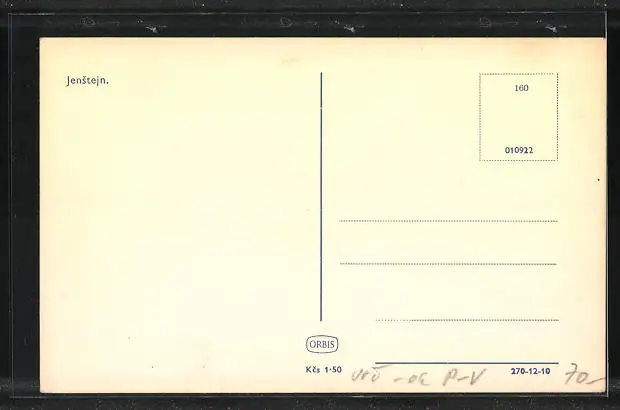 Jenštejn.
160
010922
ORBIS
Kčs 1·50
P-V
270-12-10
70-